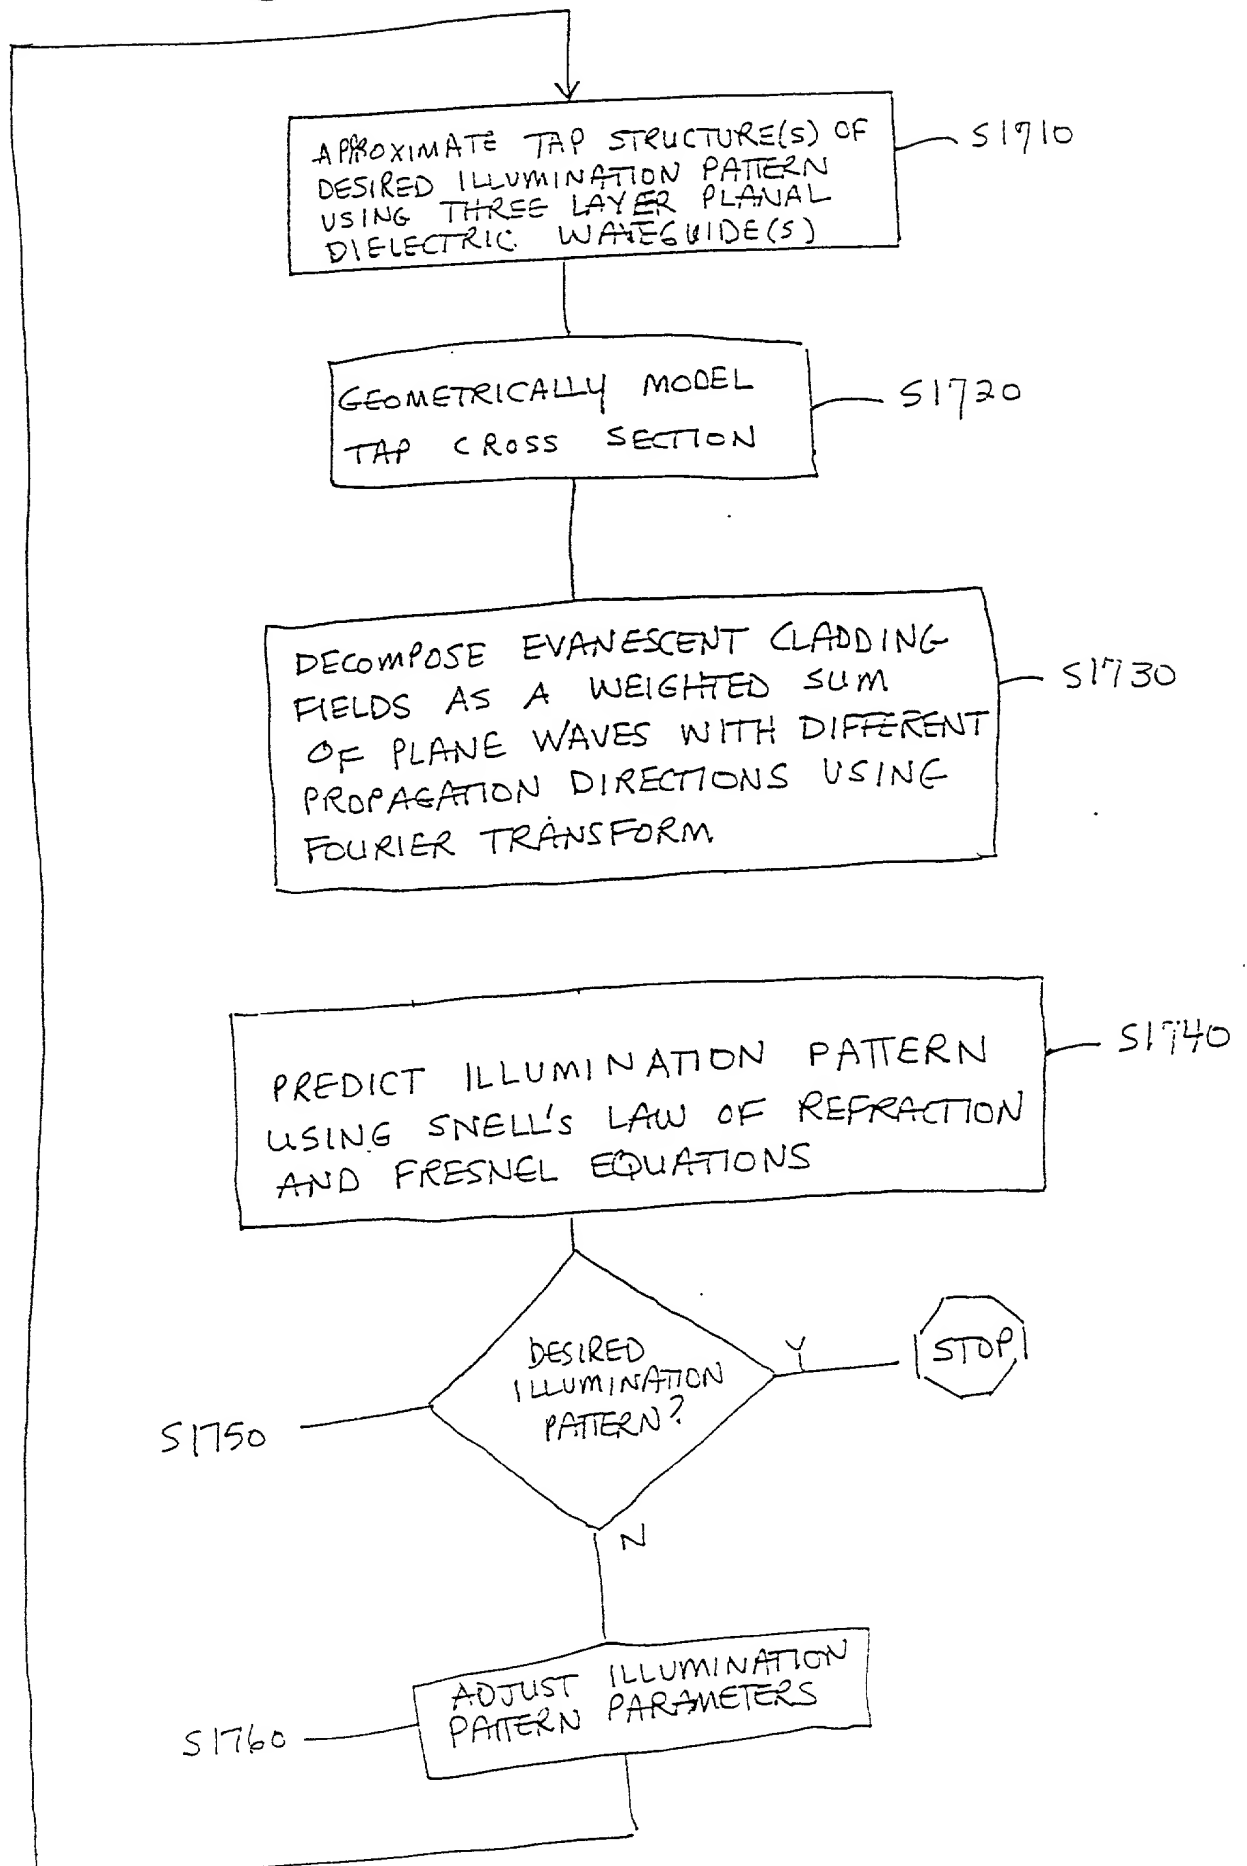 APPROXIMATE TAP STRUCTURE(S) OF
DESIRED ILLUMINATION PATTERN
USING THREE LAYER PLANAL
DIELECTRIC WAVEGUIDE(S)
S1710
GEOMETRICALLY MODEL
TAP CROSS SECTION
S1720
DECOMPOSE EVANESCENT CLADDING
FIELDS AS A WEIGHTED SUM
OF PLANE WAVES WITH DIFFERENT
PROPAGATION DIRECTIONS USING
FOURIER TRANSFORM
S1730
PREDICT ILLUMINATION PATTERN
USING SNELL'S LAW OF REFRACTION
AND FRESNEL EQUATIONS
S1740
DESIRED
ILLUMINATION
PATTERN?
Y
STOP
S1750
N
ADJUST ILLUMINATION
PATTERN PARAMETERS
S1760